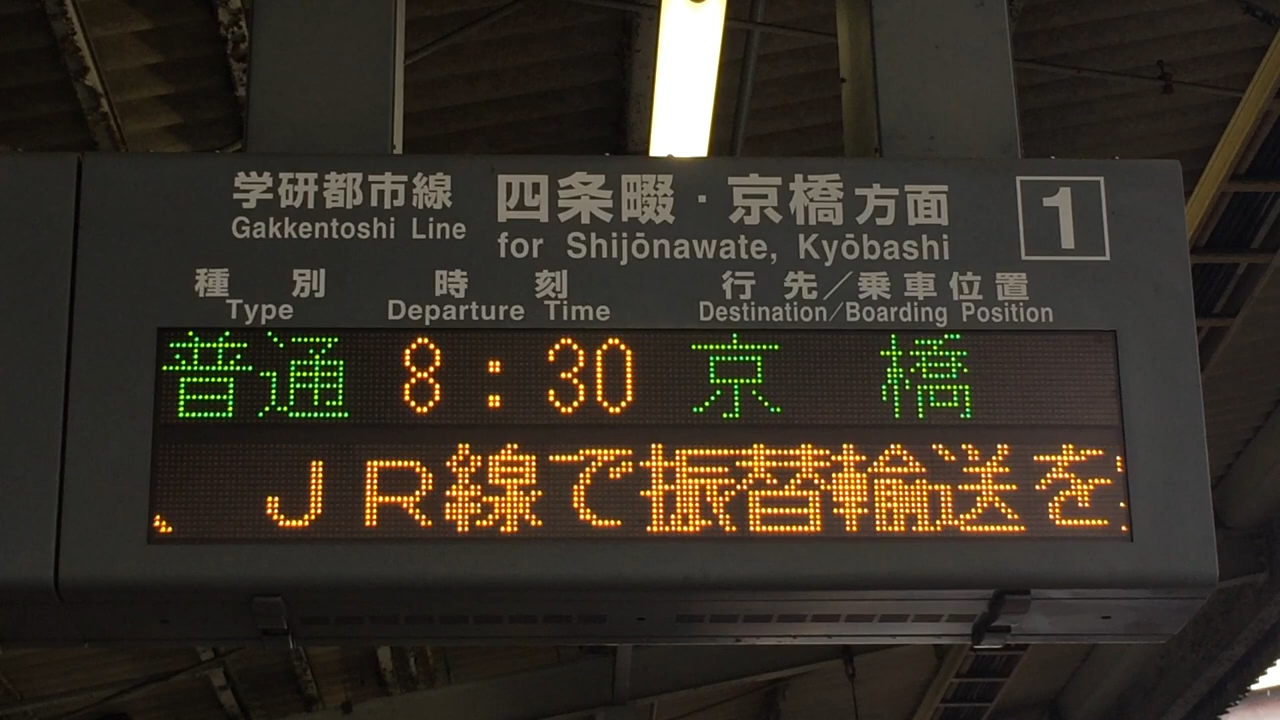 学研都市線 四条畷・京橋方面 1
Gakkentoshi Line for Shijōnawate, Kyōbashi
種別 時刻 行先/乗車位置
Type Departure Time Destination/Boarding Position
普通 8:30 京橋
、 JR線で振替輸送を